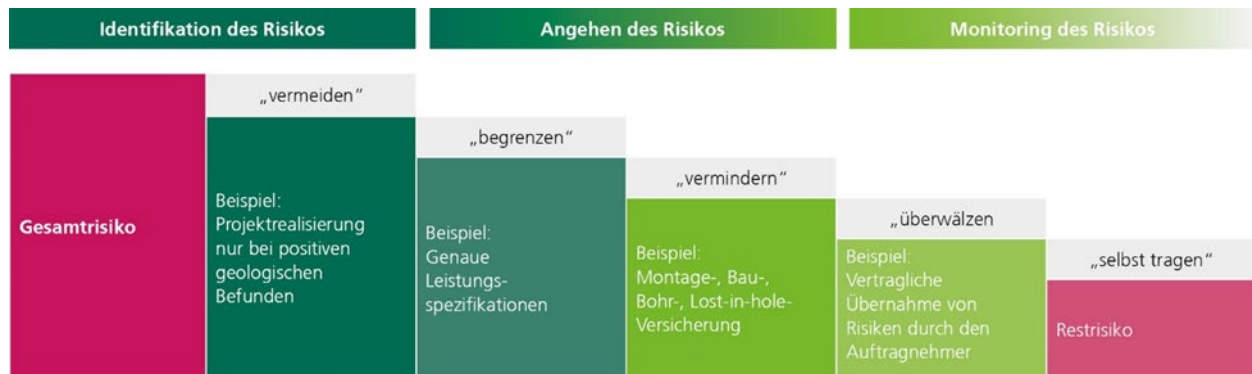 Identifikation des Risikos
Angehen des Risikos
Monitoring des Risikos
Gesamtrisiko
„vermeiden“
Beispiel:
Projektrealisierung
nur bei positiven
geologischen
Befunden
„begrenzen“
Beispiel:
Genaue
Leistungs-
spezifikationen
„vermindern“
Beispiel:
Montage-, Bau-,
Bohr-, Lost-in-hole-
Versicherung
„überwälzen
Beispiel:
Vertragliche
Übernahme von
Risiken durch den
Auftragnehmer
„selbst tragen“
Restrisiko